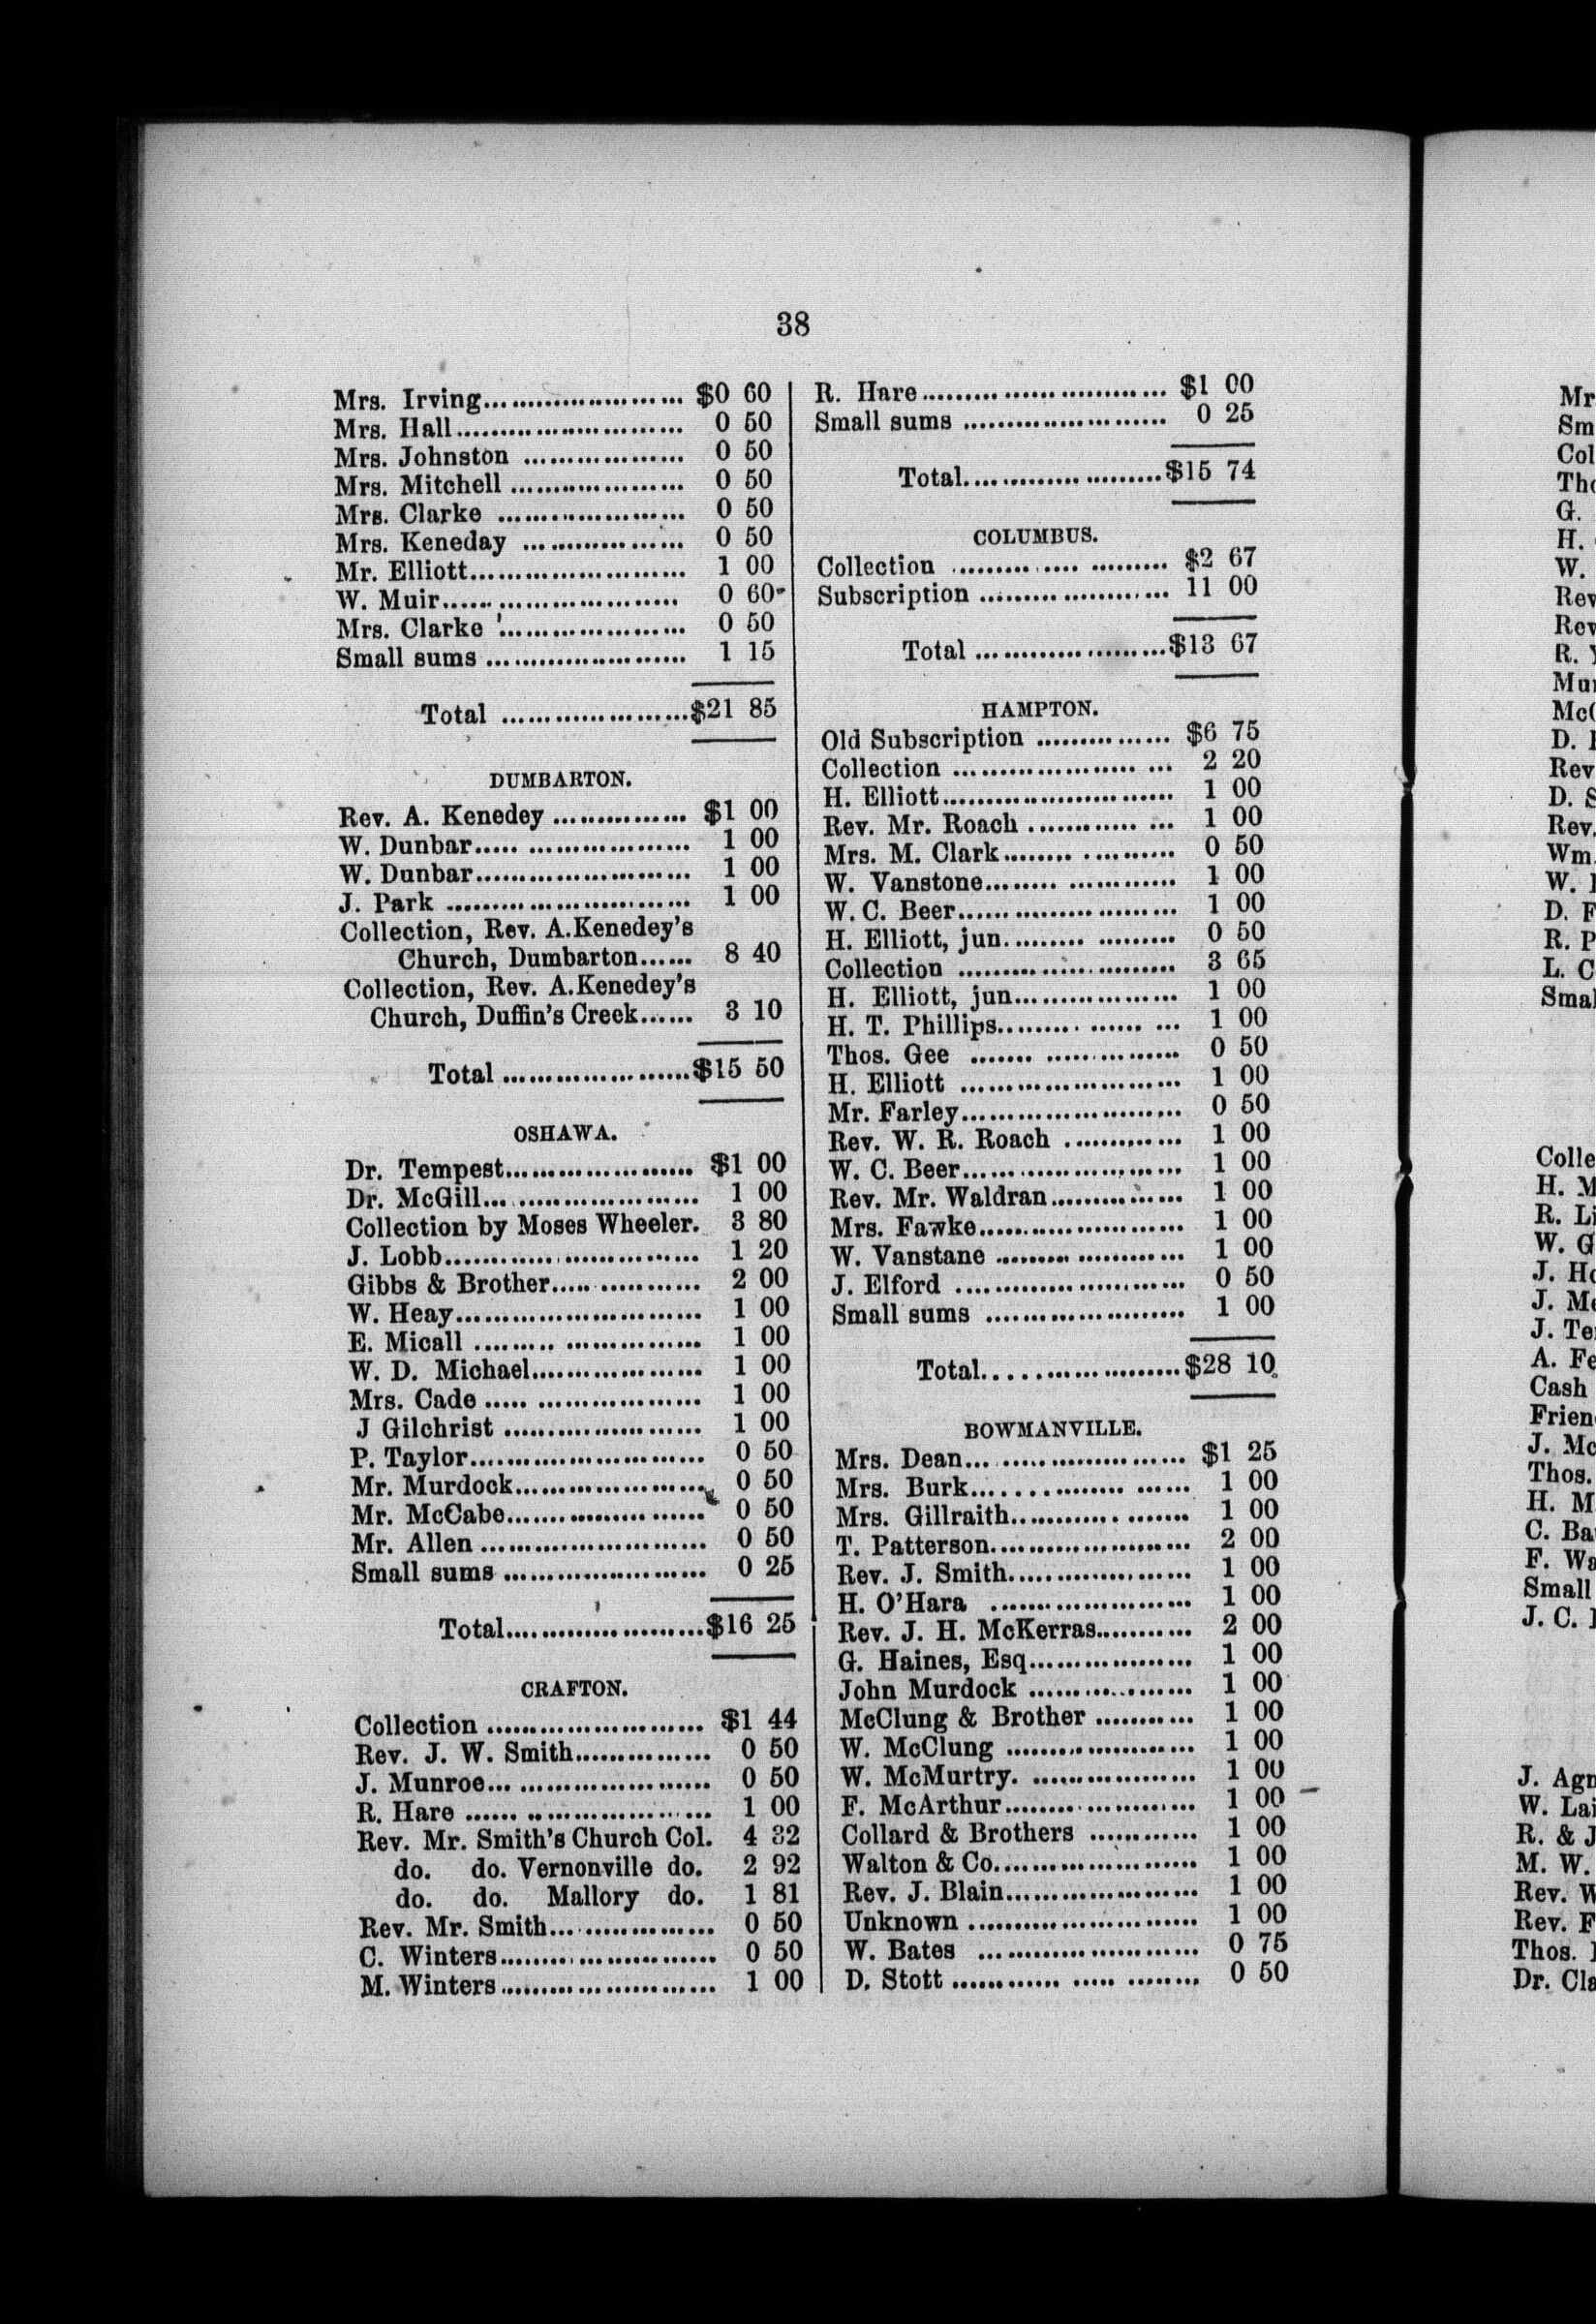 38
Mrs. Irving........................ $0 60
Mrs. Hall........................ 0 50
Mrs. Johnston .................. 0 50
Mrs. Mitchell ................... 0 50
Mrs. Clarke ..................... 0 50
Mrs. Keneday .................. 0 50
Mr. Elliott........................ 1 00
W. Muir........................... 0 60
Mrs. Clarke ..................... 0 50
Small sums ...................... 1 15
Total .....................$21 85
DUMBARTON.
Rev. A. Kenedey ............... $1 00
W. Dunbar..... .................. 1 00
W. Dunbar........................ 1 00
J. Park ........................... 1 00
Collection, Rev. A.Kenedey's
Church, Dumbarton...... 8 40
Collection, Rev. A.Kenedey's
Church, Duffin's Creek...... 3 10
Total .....................$15 50
OSHAWA.
Dr. Tempest..................... $1 00
Dr. McGill........................ 1 00
Collection by Moses Wheeler. 3 80
J. Lobb............................ 1 20
Gibbs & Brother................. 2 00
W. Heay........................... 1 00
E. Micall ......... ............... 1 00
W. D. Michael................... 1 00
Mrs. Cade ..... .................. 1 00
J Gilchrist ...................... 1 00
P. Taylor.......................... 0 50
Mr. Murdock..................... 0 50
Mr. McCabe...................... 0 50
Mr. Allen ......................... 0 50
Small sums ...................... 0 25
Total......................$16 25
CRAFTON.
Collection ........................ $1 44
Rev. J. W. Smith............... 0 50
J. Munroe... ..................... 0 50
R. Hare ........................... 1 00
Rev. Mr. Smith's Church Col. 4 32
do. do. Vernonville do. 2 92
do. do. Mallory do. 1 81
Rev. Mr. Smith.................. 0 50
C. Winters........................ 0 50
M. Winters........................ 1 00
R. Hare........................... $1 00
Small sums ...................... 0 25
Total......................$15 74
COLUMBUS.
Collection ........................ $2 67
Subscription ..................... 11 00
Total .....................$13 67
HAMPTON.
Old Subscription ............... $6 75
Collection .................... ... 2 20
H. Elliott......................... 1 00
Rev. Mr. Roach ............ ... 1 00
Mrs. M. Clark................... 0 50
W. Vanstone..................... 1 00
W. C. Beer........................ 1 00
H. Elliott, jun................... 0 50
Collection ........................ 3 65
H. Elliott, jun.................. 1 00
H. T. Phillips......... ...... ... 1 00
Thos. Gee ....... ............... 0 50
H. Elliott ........................ 1 00
Mr. Farley........................ 0 50
Rev. W. R. Roach ............. 1 00
W. C. Beer........................ 1 00
Rev. Mr. Waldran............... 1 00
Mrs. Fawke....................... 1 00
W. Vanstane ......... ............ 1 00
J. Elford ......................... 0 50
Small sums ...................... 1 00
Total......................$28 10
BOWMANVILLE.
Mrs. Dean........................ $1 25
Mrs. Burk......................... 1 00
Mrs. Gillraith.................... 1 00
T. Patterson...................... 2 00
Rev. J. Smith.................... 1 00
H. O'Hara ...................... 1 00
Rev. J. H. McKerras........... 2 00
G. Haines, Esq.................. 1 00
John Murdock .................. 1 00
McClung & Brother ........... 1 00
W. McClung ..................... 1 00
W. McMurtry. .................. 1 00
F. McArthur..................... 1 00
Collard & Brothers ............ 1 00
Walton & Co..................... 1 00
Rev. J. Blain..................... 1 00
Unknown ......................... 1 00
W. Bates ........................ 0 75
D. Stott ............ ..... ........ 0 50